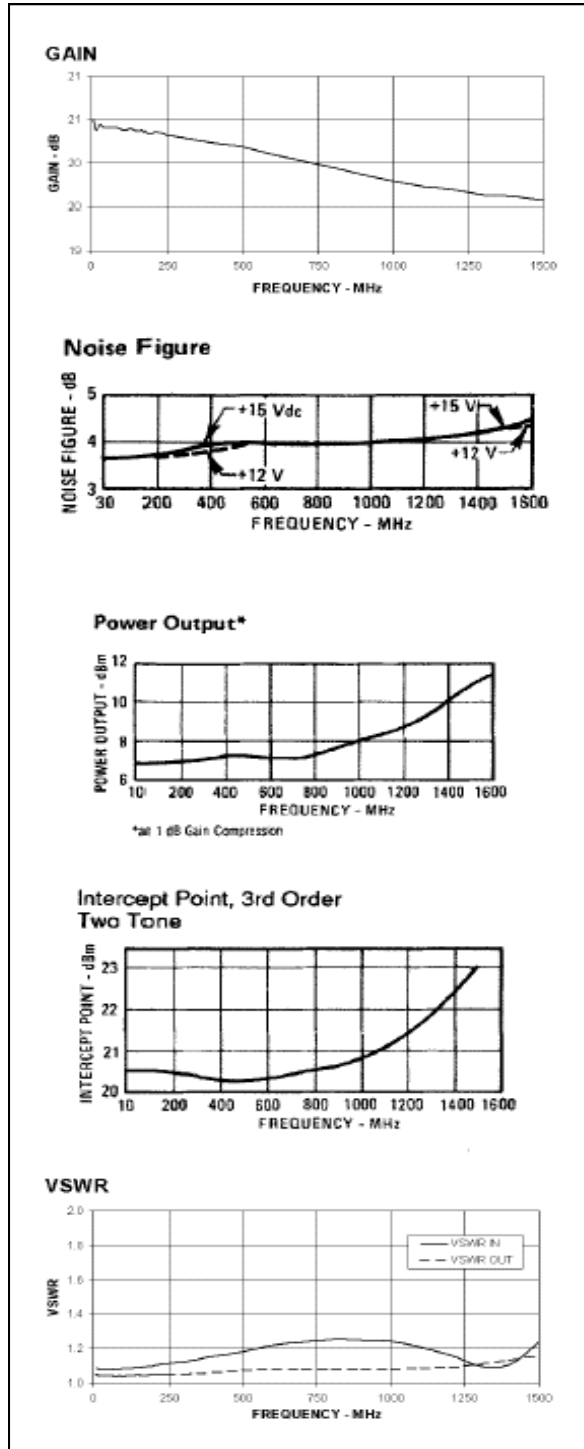 GAIN
21
21
20
20
19
GAIN - dB
0 250 500 750 1000 1250 1500
FREQUENCY - MHz
Noise Figure
5
4
3
NOISE FIGURE - dB
+15 Vdc
+12 V
+15 V
+12 V
30 200 400 600 800 1000 1200 1400 1600
FREQUENCY - MHz
Power Output*
12
10
8
6
POWER OUTPUT - dBm
10 200 400 600 800 1000 1200 1400 1600
FREQUENCY - MHz
*at 1 dB Gain Compression
Intercept Point, 3rd Order
Two Tone
23
22
21
20
INTERCEPT POINT - dBm
10 200 400 600 800 1000 1200 1400 1600
FREQUENCY - MHz
VSWR
2.0
1.8
1.6
1.4
1.2
1.0
VSWR
VSWR IN
VSWR OUT
0 250 500 750 1000 1250 1500
FREQUENCY - MHz